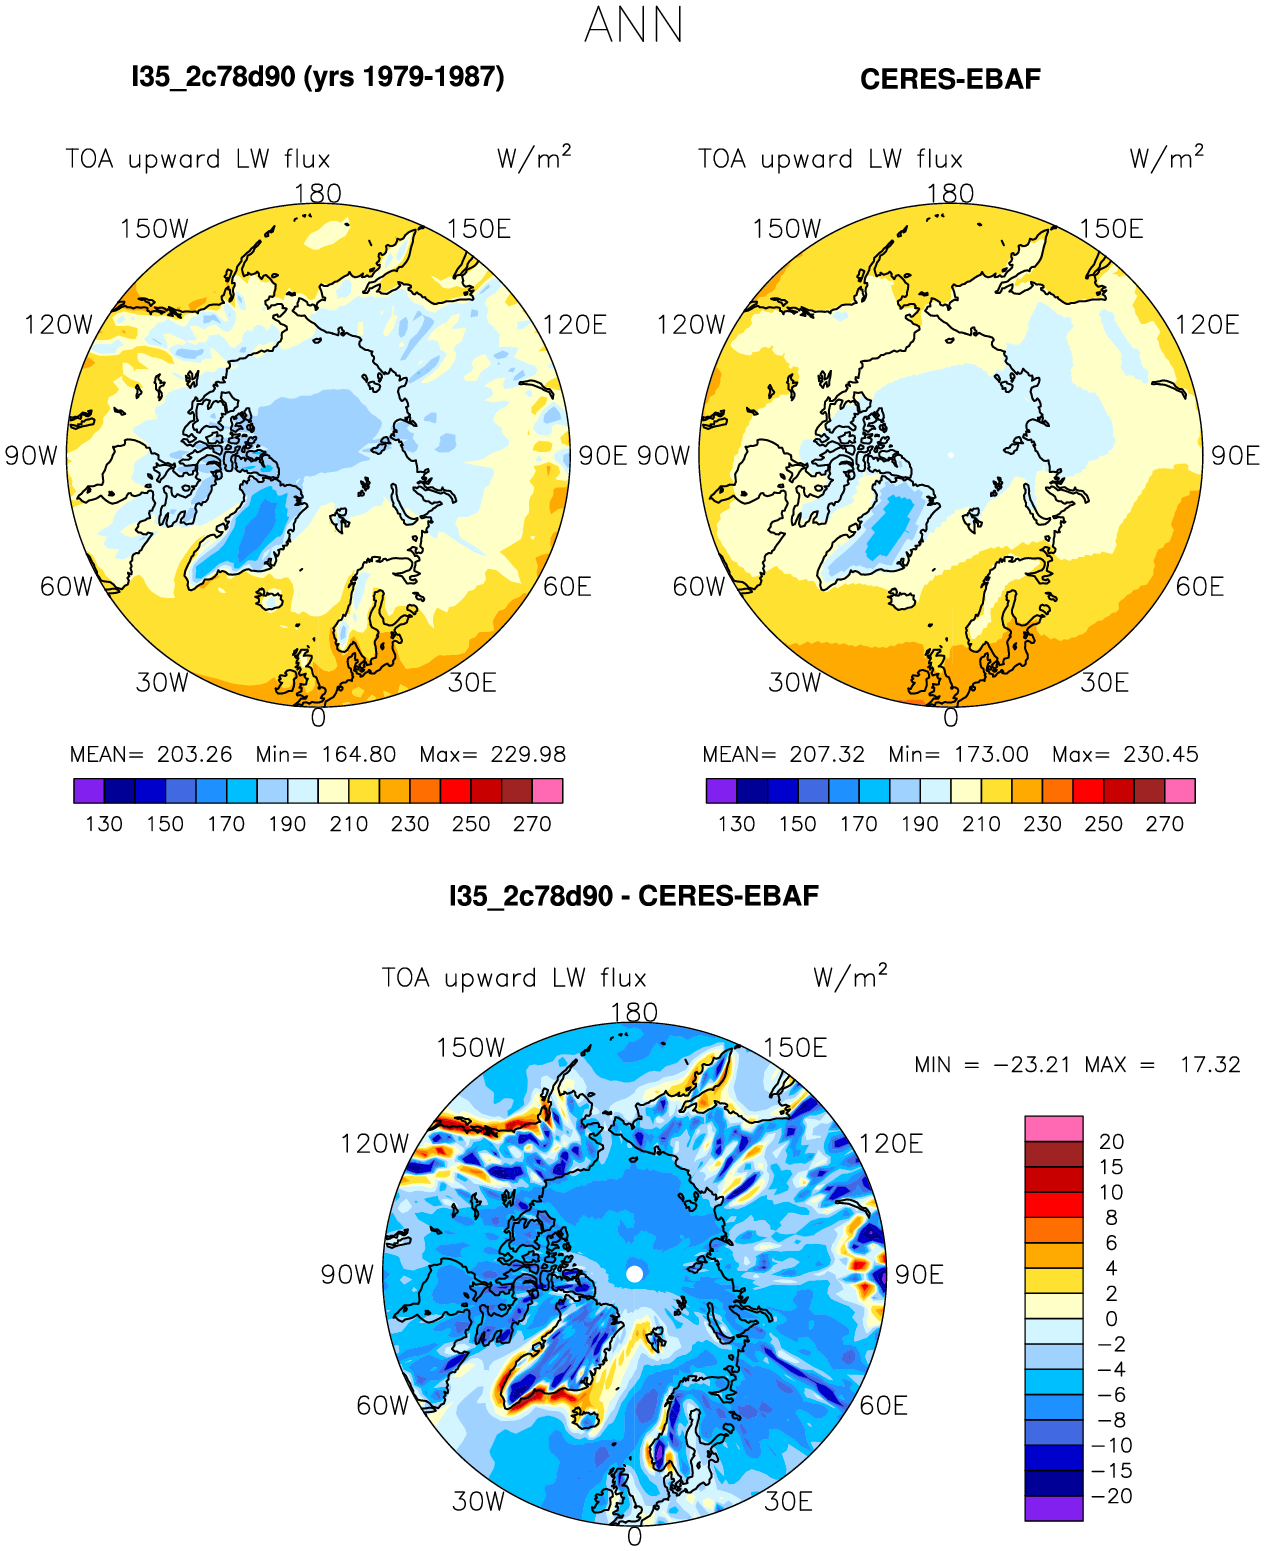 ANN
I35_2c78d90 (yrs 1979-1987)
CERES-EBAF
TOA upward LW flux W/m²
TOA upward LW flux W/m²
180
150W 150E
120W 120E
90W 90E
60W 60E
30W 30E
0
180
150W 150E
120W 120E
90W 90E
60W 60E
30W 30E
0
MEAN= 203.26 Min= 164.80 Max= 229.98
130 150 170 190 210 230 250 270
MEAN= 207.32 Min= 173.00 Max= 230.45
130 150 170 190 210 230 250 270
I35_2c78d90 - CERES-EBAF
TOA upward LW flux W/m²
180
150W 150E
120W 120E
90W 90E
60W 60E
30W 30E
0
MIN = −23.21 MAX = 17.32
20
15
10
8
6
4
2
0
−2
−4
−6
−8
−10
−15
−20